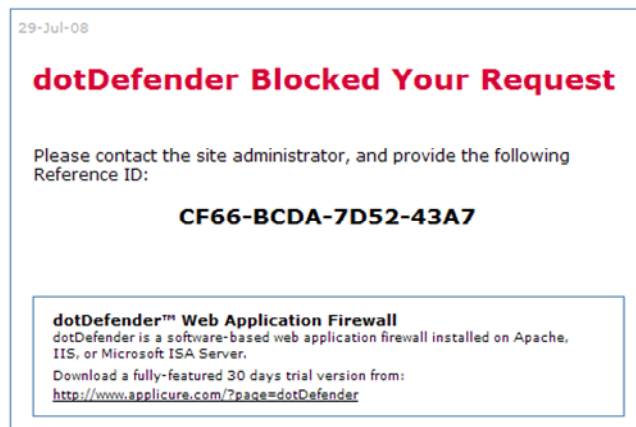 29-Jul-08
dotDefender Blocked Your Request
Please contact the site administrator, and provide the following
Reference ID:
CF66-BCDA-7D52-43A7
dotDefender™ Web Application Firewall
dotDefender is a software-based web application firewall installed on Apache,
IIS, or Microsoft ISA Server.
Download a fully-featured 30 days trial version from:
http://www.applicure.com/?page=dotDefender